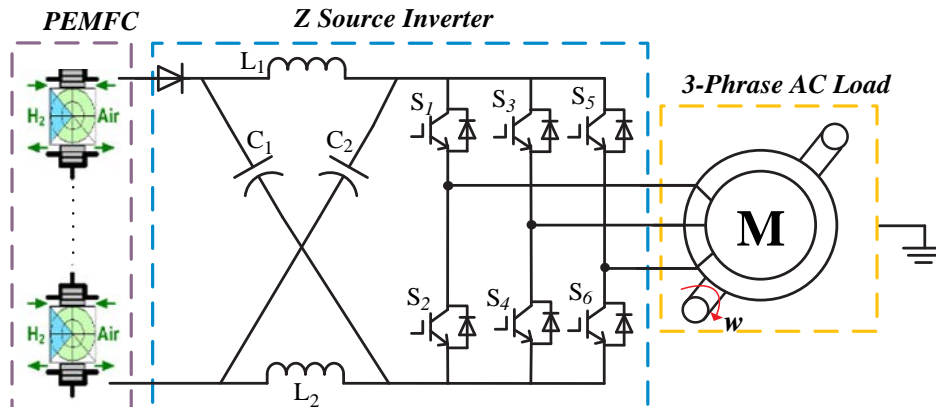 PEMFC
Z Source Inverter
3-Phrase AC Load
L1
S1 S3 S5
H2 Air
C1 C2
M
S2 S4 S6
H2 Air
w
L2